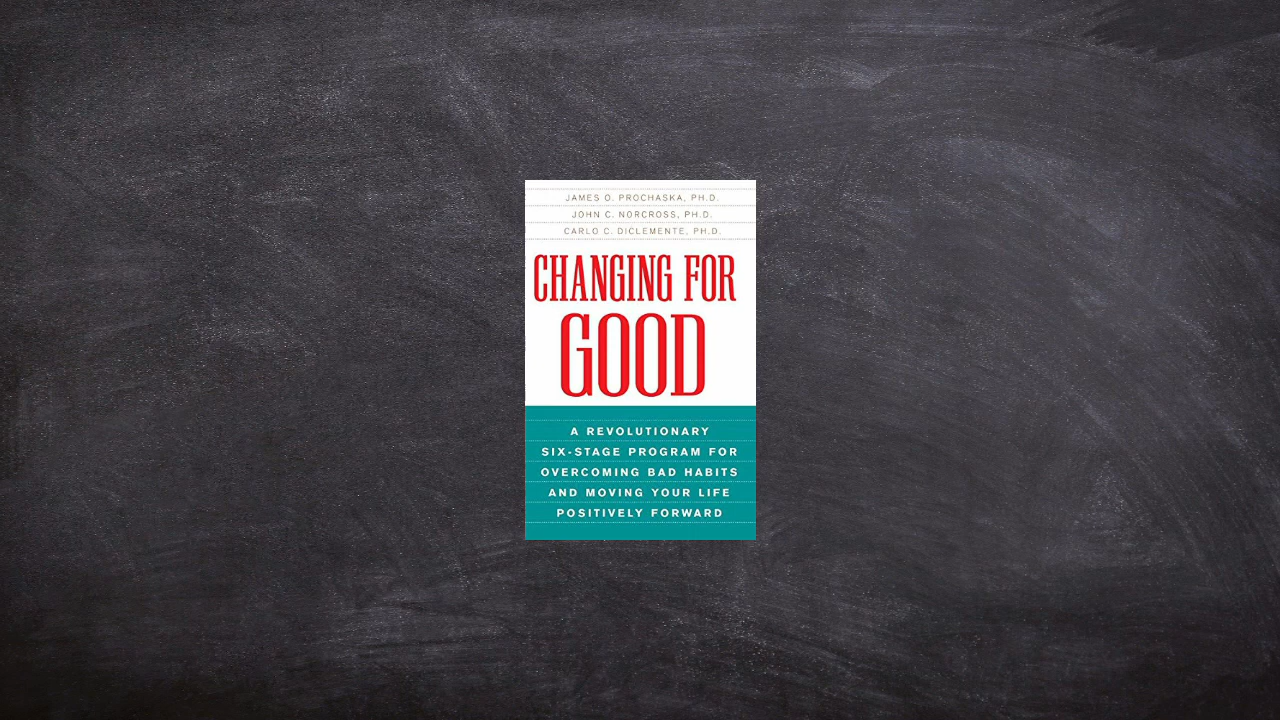 JAMES O. PROCHASKA, PH.D.
JOHN C. NORCROSS, PH.D.
CARLO C. DICLEMENTE, PH.D.
CHANGING FOR
GOOD
A REVOLUTIONARY
SIX-STAGE PROGRAM FOR
OVERCOMING BAD HABITS
AND MOVING YOUR LIFE
POSITIVELY FORWARD